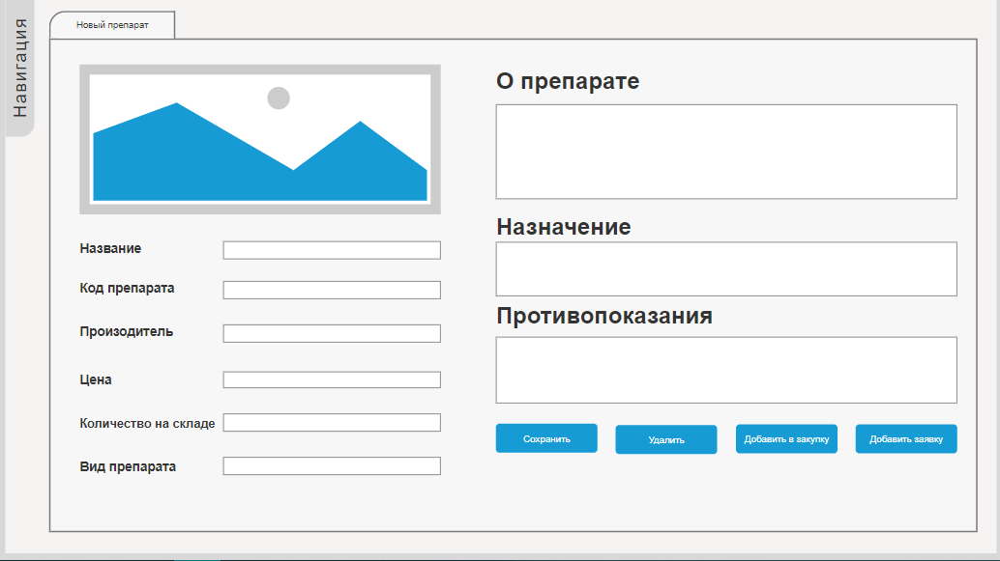 Навигация
Новый препарат
Название
Код препарата
Произодитель
Цена
Количество на складе
Вид препарата
О препарате
Назначение
Противопоказания
Сохранить
Удалить
Добавить в закупку
Добавить заявку